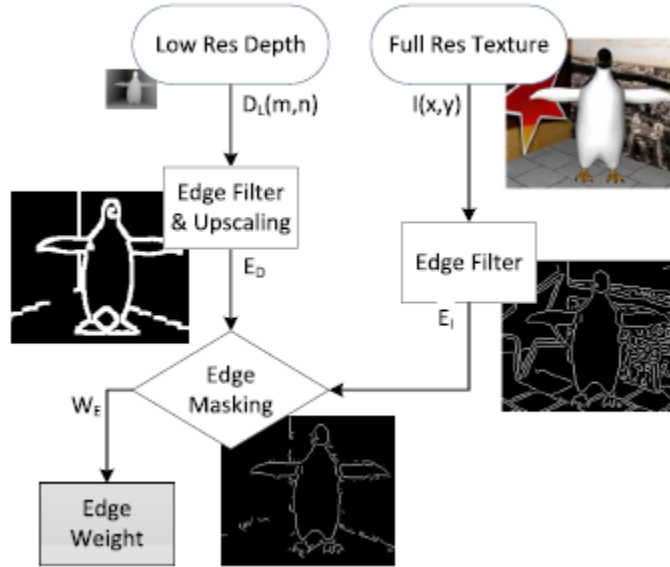 Low Res Depth
Full Res Texture
D_L(m,n)
I(x,y)
Edge Filter
& Upscaling
Edge Filter
E_D
E_I
Edge
Masking
W_E
Edge
Weight